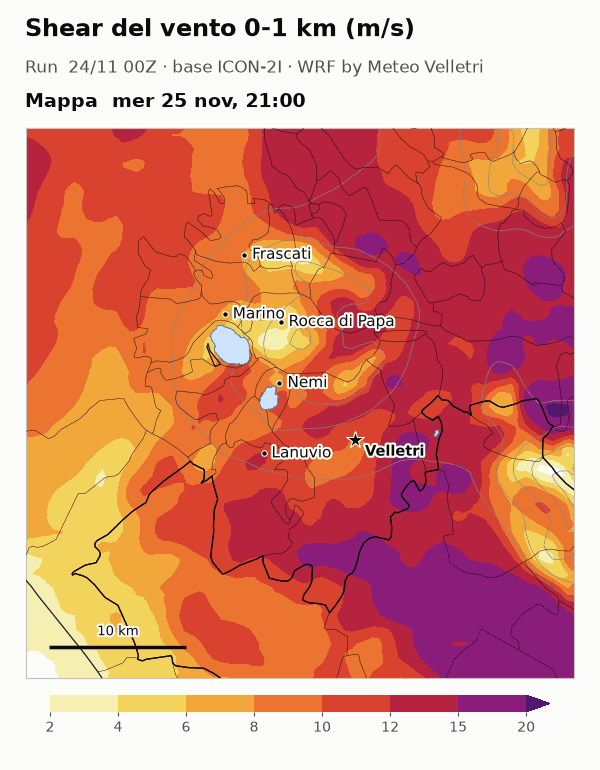 Shear del vento 0-1 km (m/s)
Run  24/11 00Z · base ICON-2I · WRF by Meteo Velletri
Mappa  mer 25 nov, 21:00
Frascati
Marino
Rocca di Papa
Nemi
Lanuvio
Velletri
10 km
2 4 6 8 10 12 15 20